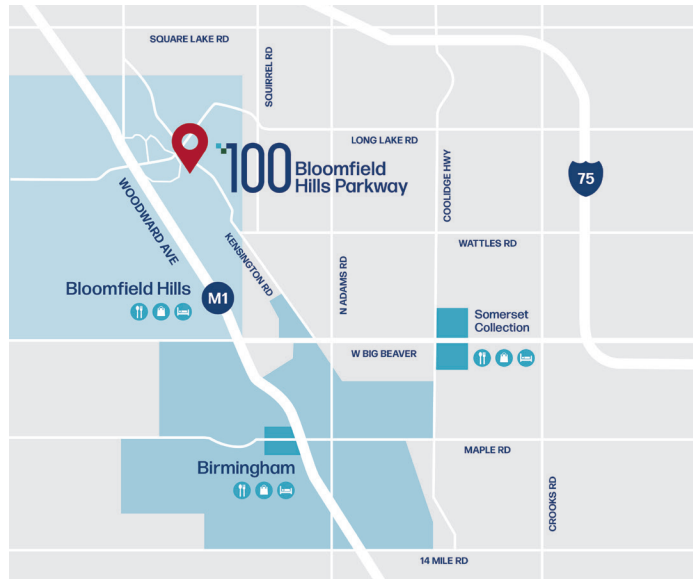 SQUARE LAKE RD
SQUIRREL RD
LONG LAKE RD
100
Bloomfield
Hills Parkway
COOLIDGE HWY
75
WOODWARD AVE
KENSINGTON RD
WATTLES RD
N ADAMS RD
Bloomfield Hills
M1
Somerset
Collection
W BIG BEAVER
MAPLE RD
Birmingham
CROOKS RD
14 MILE RD